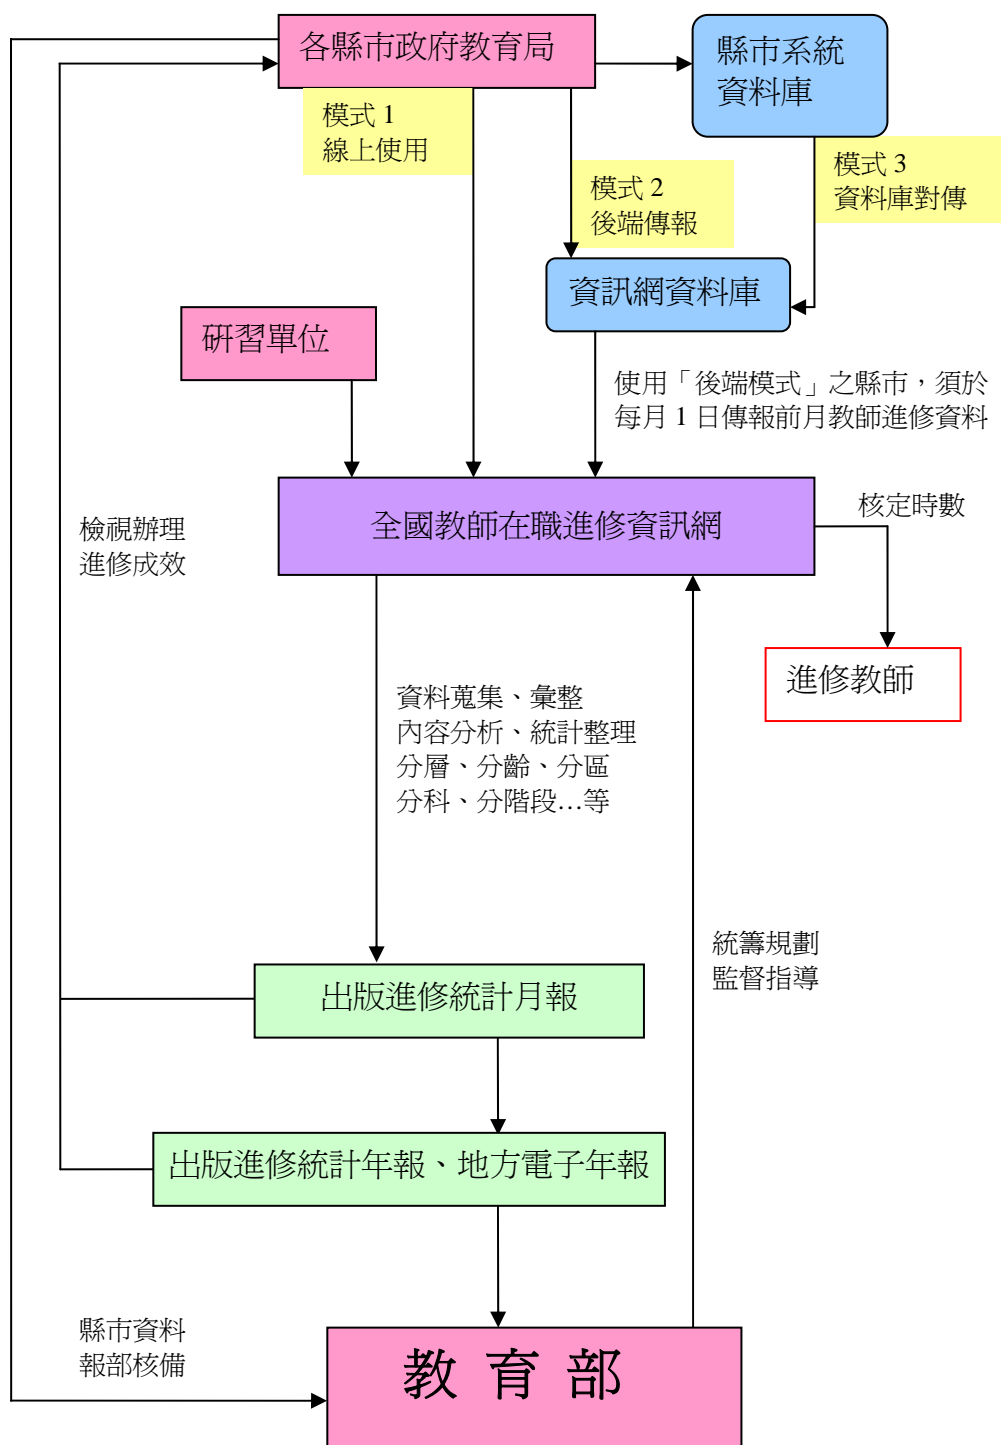 各縣市政府教育局
縣市系統
資料庫
模式 1
線上使用
模式 2
後端傳報
模式 3
資料庫對傳
資訊網資料庫
研習單位
使用「後端模式」之縣市，須於
每月 1 日傳報前月教師進修資料
全國教師在職進修資訊網
核定時數
檢視辦理
進修成效
進修教師
資料蒐集、彙整
內容分析、統計整理
分層、分齡、分區
分科、分階段…等
統籌規劃
監督指導
出版進修統計月報
出版進修統計年報、地方電子年報
縣市資料
報部核備
教 育 部